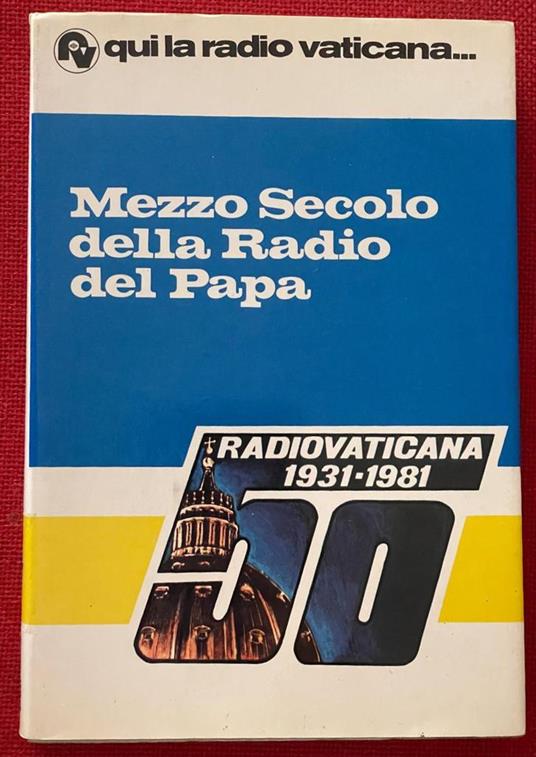 RV qui la radio vaticana...
Mezzo Secolo
della Radio
del Papa
RADIOVATICANA
1931-1981
50